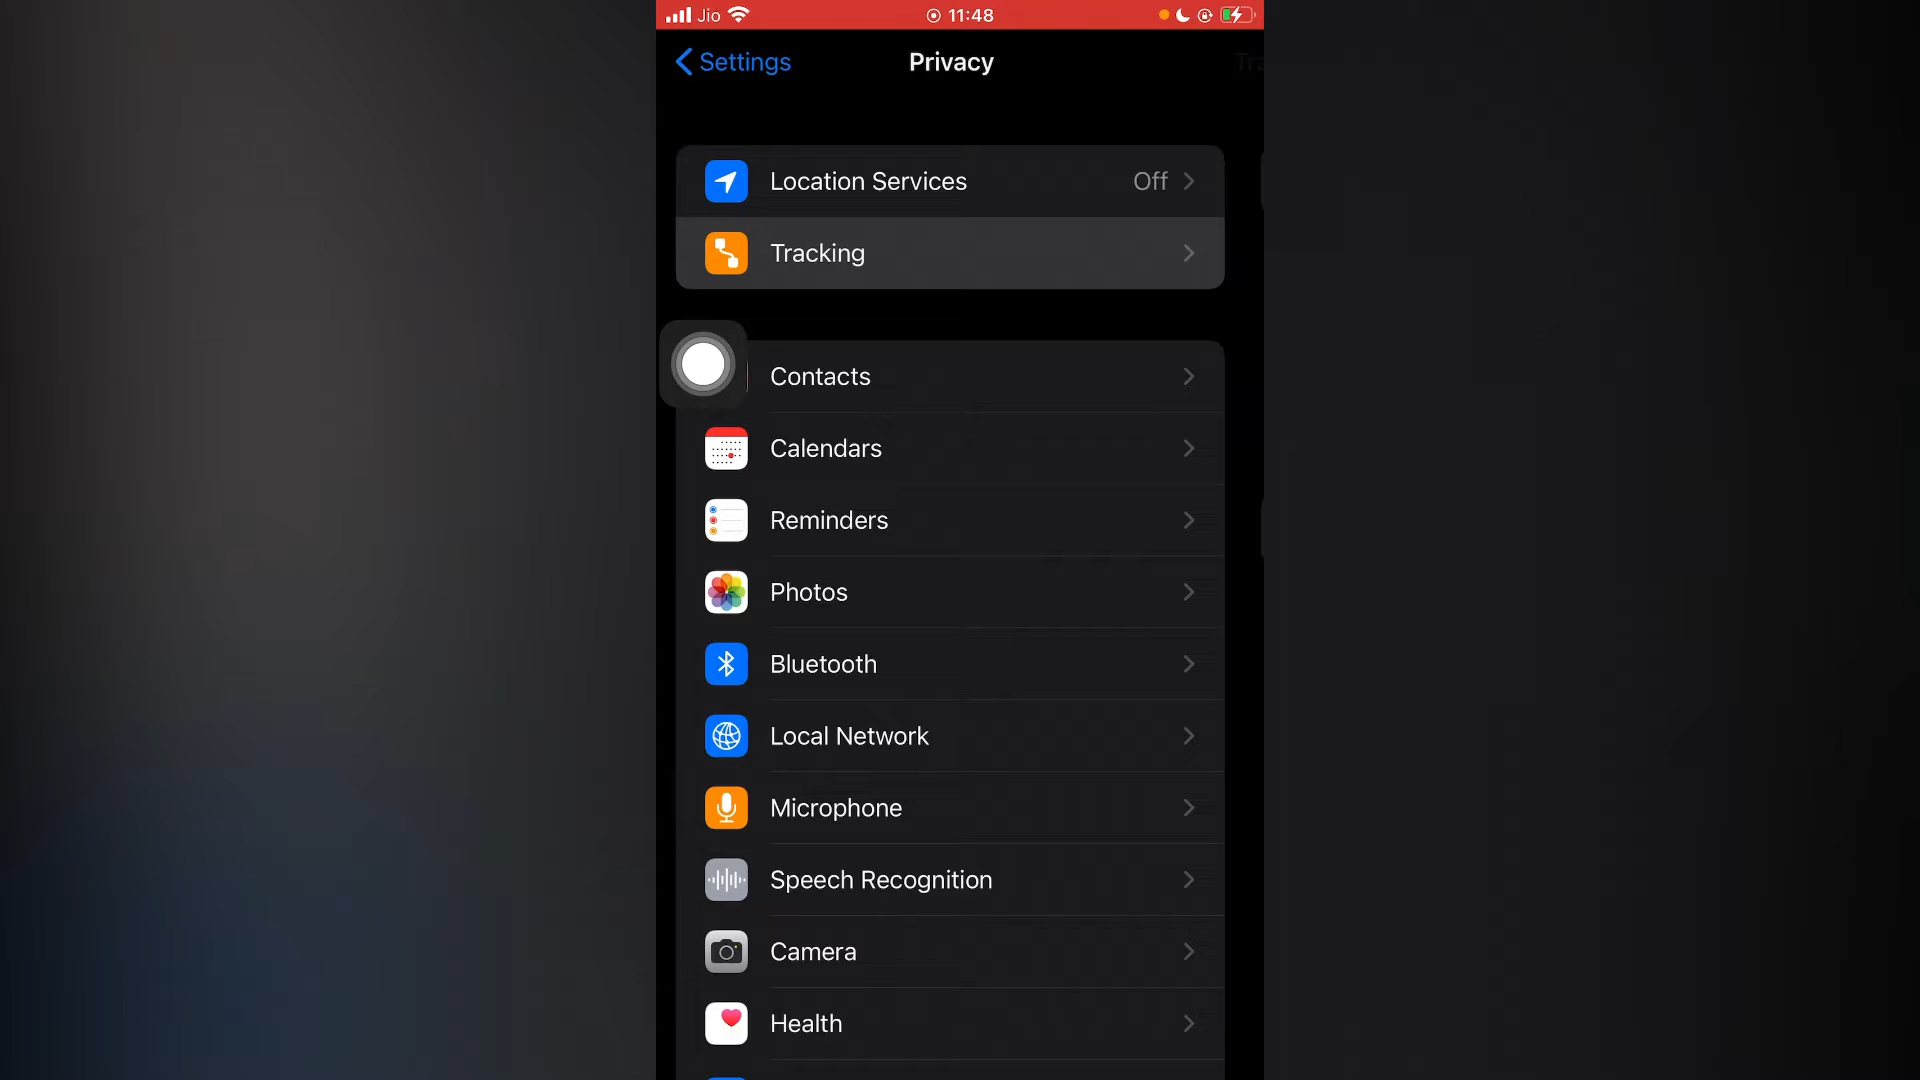 Jio 11:48
Settings Privacy
Location Services Off
Tracking
Contacts
Calendars
Reminders
Photos
Bluetooth
Local Network
Microphone
Speech Recognition
Camera
Health